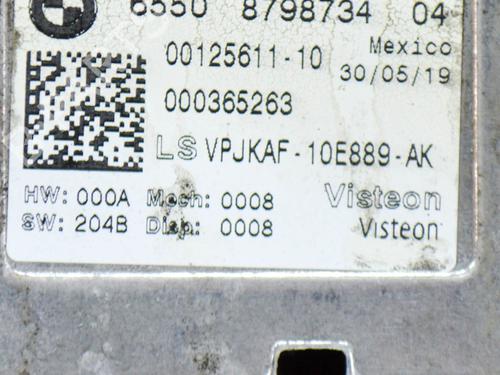 6550 8798734 04
00125611-10 Mexico
30/05/19
000365263
LS VPJKAF-10E889-AK
HW: 000A Mech: 0008 Visteon
SW: 204B Disp: 0008 Visteon